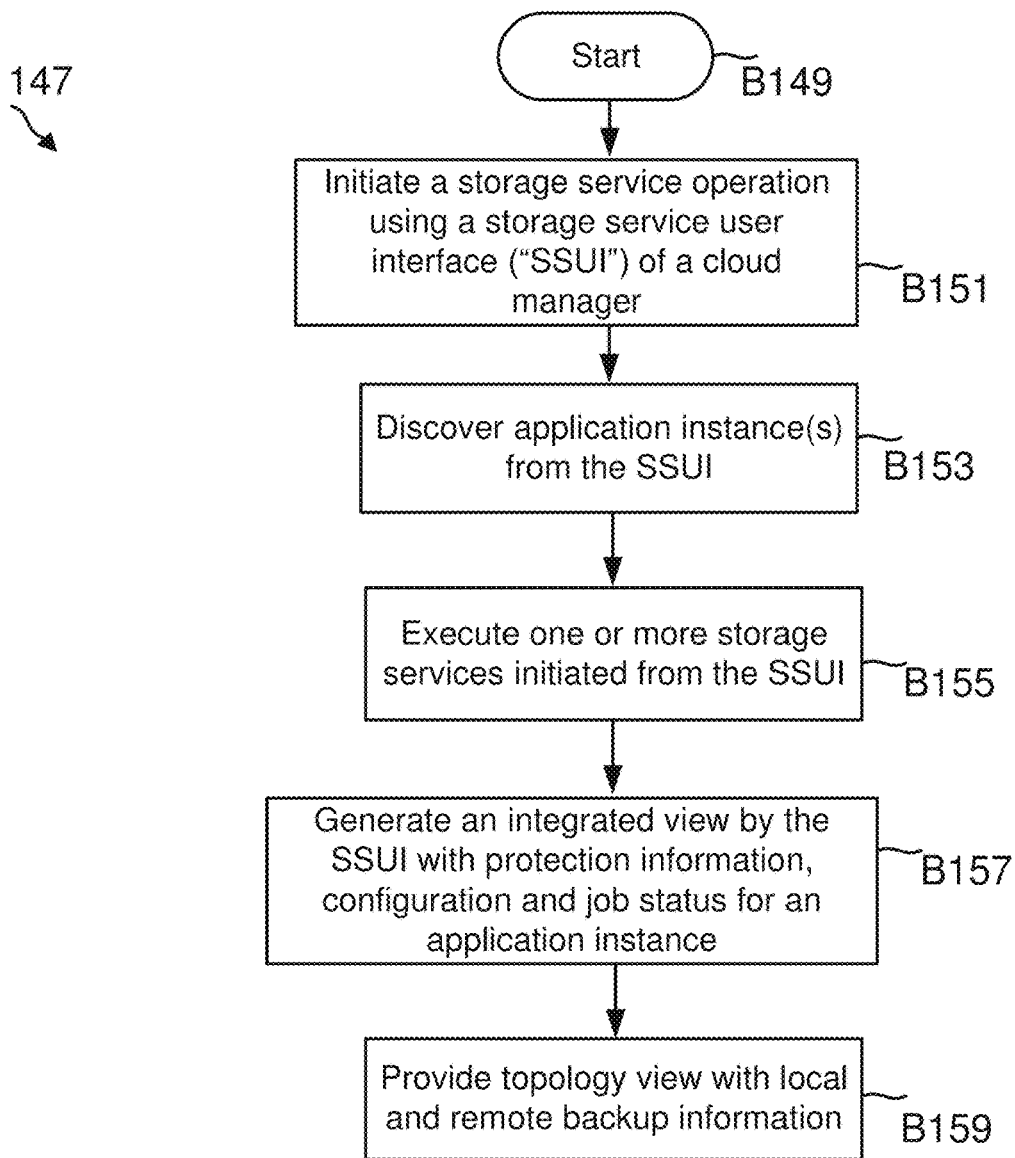 Start
B149
147
Initiate a storage service operation
using a storage service user
interface (“SSUI”) of a cloud
manager
B151
Discover application instance(s)
from the SSUI
B153
Execute one or more storage
services initiated from the SSUI
B155
Generate an integrated view by the
SSUI with protection information,
configuration and job status for an
application instance
B157
Provide topology view with local
and remote backup information
B159